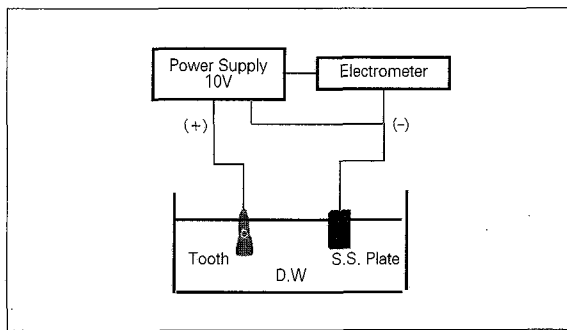 Power Supply
10V
Electrometer
(+)
(-)
Tooth
S.S. Plate
D.W